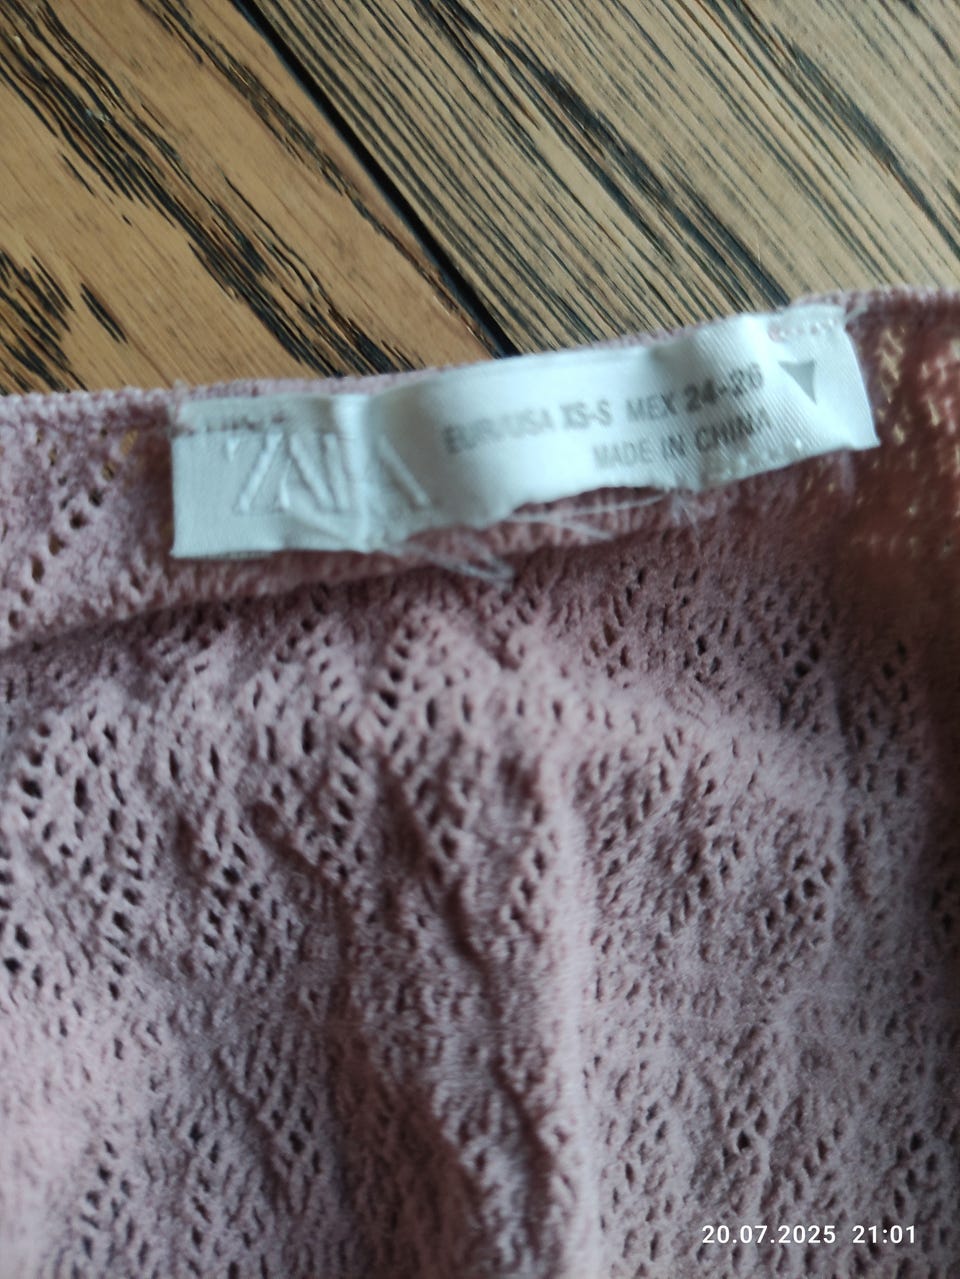 ZARA
EUR/USA XS-S MEX 24-26
MADE IN CHINA
20.07.2025 21:01